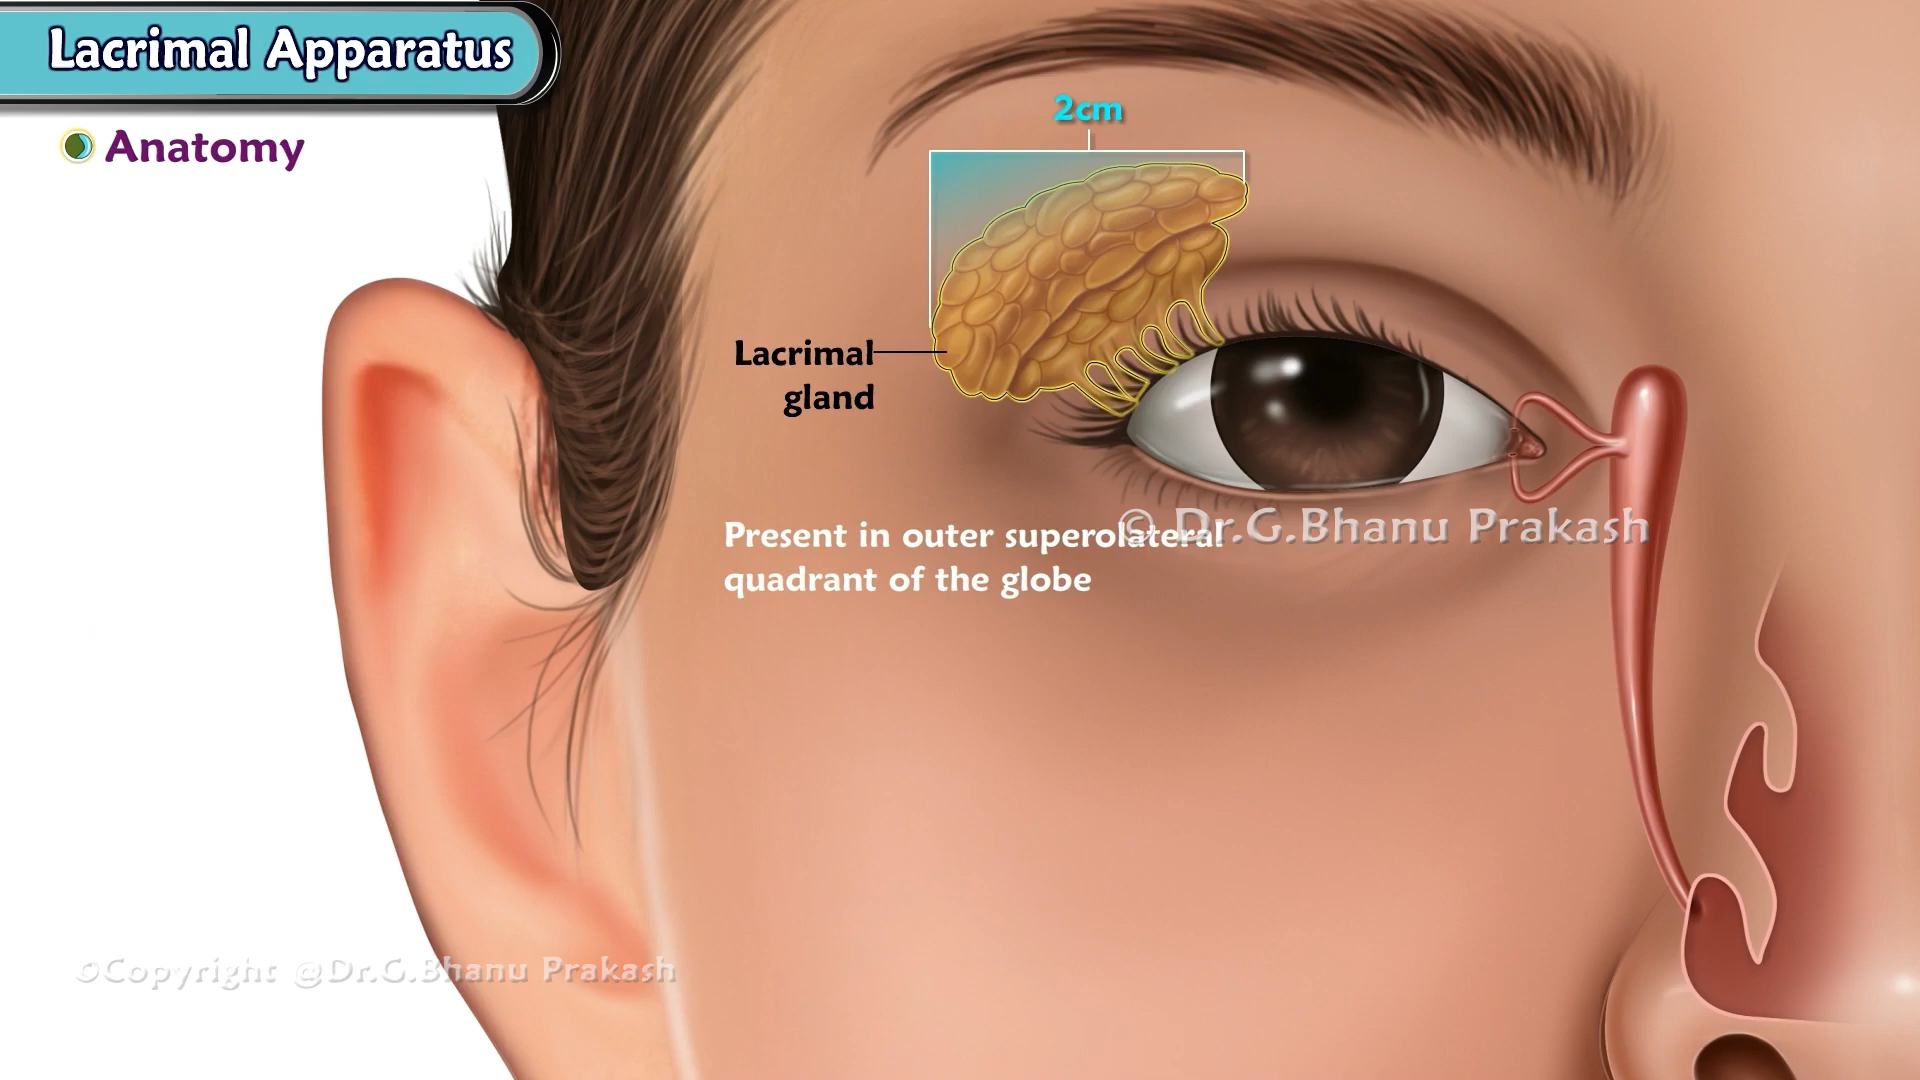 Lacrimal Apparatus
Anatomy
2cm
Lacrimal
gland
Present in outer superolateral
quadrant of the globe
© Dr.G.Bhanu Prakash
©Copyright @Dr.G.Bhanu Prakash